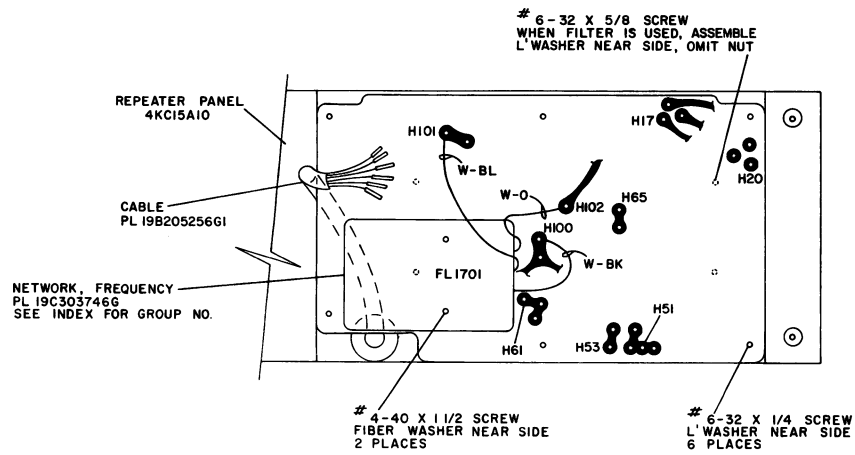 # 6-32 X 5/8 SCREW
WHEN FILTER IS USED, ASSEMBLE
L'WASHER NEAR SIDE, OMIT NUT
REPEATER PANEL
4KC15A10
H101
H17
W-BL
H20
CABLE
PL 19B205256G1
W-O
H102
H65
H100
W-BK
FL1701
NETWORK, FREQUENCY
PL 19C303746G
SEE INDEX FOR GROUP NO.
H61
H53
H51
# 4-40 X 1 1/2 SCREW
FIBER WASHER NEAR SIDE
2 PLACES
# 6-32 X 1/4 SCREW
L'WASHER NEAR SIDE
6 PLACES